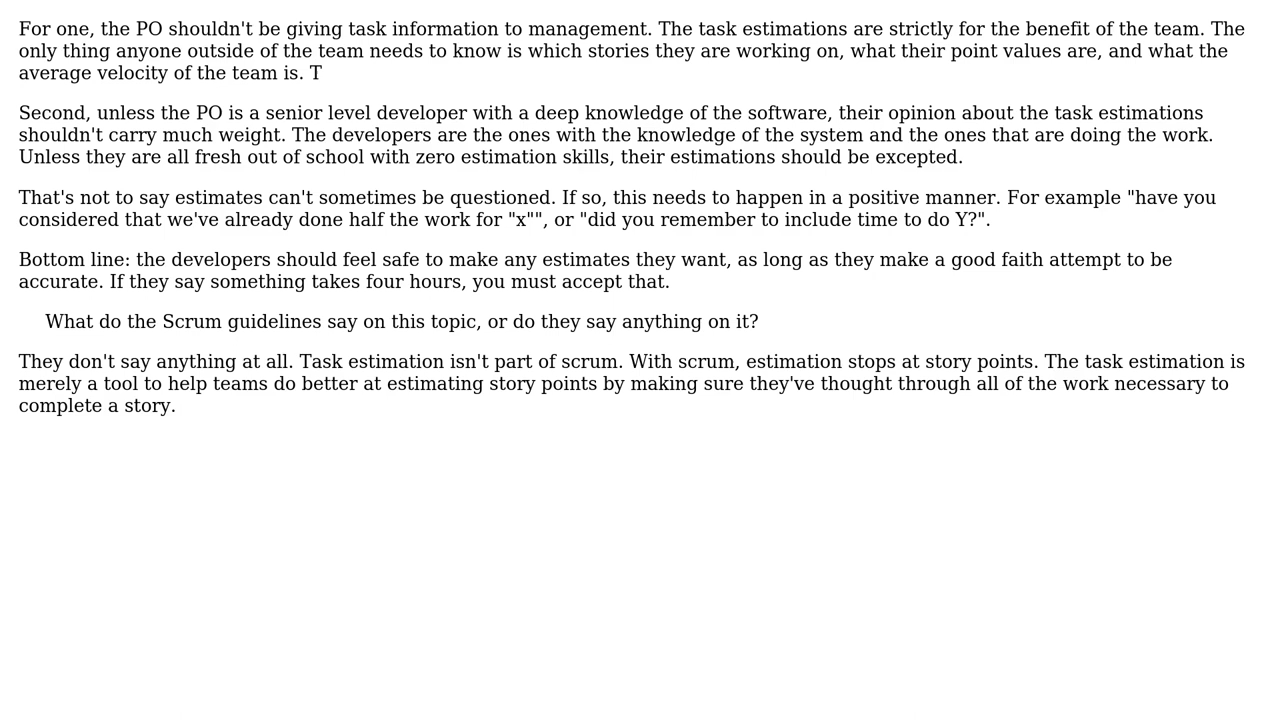 For one, the PO shouldn't be giving task information to management. The task estimations are strictly for the benefit of the team. The
only thing anyone outside of the team needs to know is which stories they are working on, what their point values are, and what the
average velocity of the team is. T
Second, unless the PO is a senior level developer with a deep knowledge of the software, their opinion about the task estimations
shouldn't carry much weight. The developers are the ones with the knowledge of the system and the ones that are doing the work.
Unless they are all fresh out of school with zero estimation skills, their estimations should be excepted.
That's not to say estimates can't sometimes be questioned. If so, this needs to happen in a positive manner. For example "have you
considered that we've already done half the work for "x"", or "did you remember to include time to do Y?".
Bottom line: the developers should feel safe to make any estimates they want, as long as they make a good faith attempt to be
accurate. If they say something takes four hours, you must accept that.
What do the Scrum guidelines say on this topic, or do they say anything on it?
They don't say anything at all. Task estimation isn't part of scrum. With scrum, estimation stops at story points. The task estimation is
merely a tool to help teams do better at estimating story points by making sure they've thought through all of the work necessary to
complete a story.